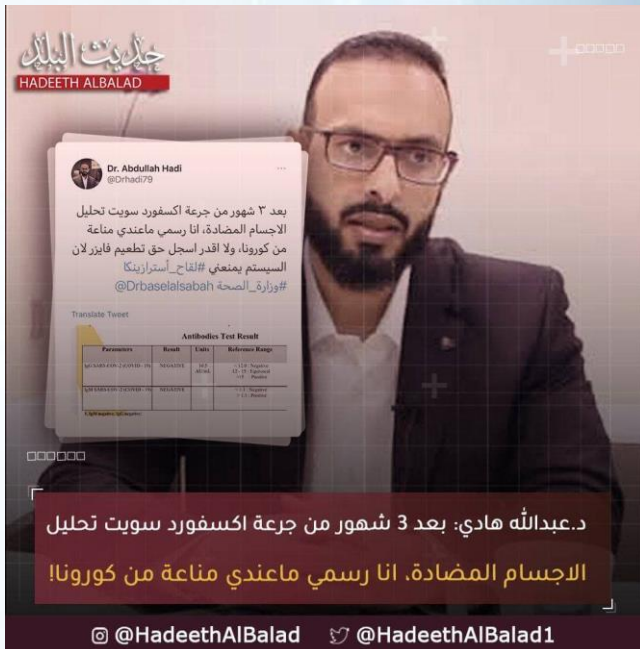 حديث البلد
HADEETH ALBALAD
Dr. Abdullah Hadi
@Drhadi79
بعد ٣ شهور من جرعة اكسفورد سويت تحليل
الاجسام المضادة، انا رسمي ماعندي مناعة
من كورونا، ولا اقدر اسجل حق تطعيم فايزر لان
السيستم يمنعني #لقاح_أسترازينكا
#وزارة_الصحة @Drbaselalsabah
Translate Tweet
Antibodies Test Result
Parameters Result Units Reference Range
NEGATIVE
NEGATIVE
د.عبدالله هادي: بعد 3 شهور من جرعة اكسفورد سويت تحليل
الاجسام المضادة، انا رسمي ماعندي مناعة من كورونا!
@HadeethAlBalad @HadeethAlBalad1